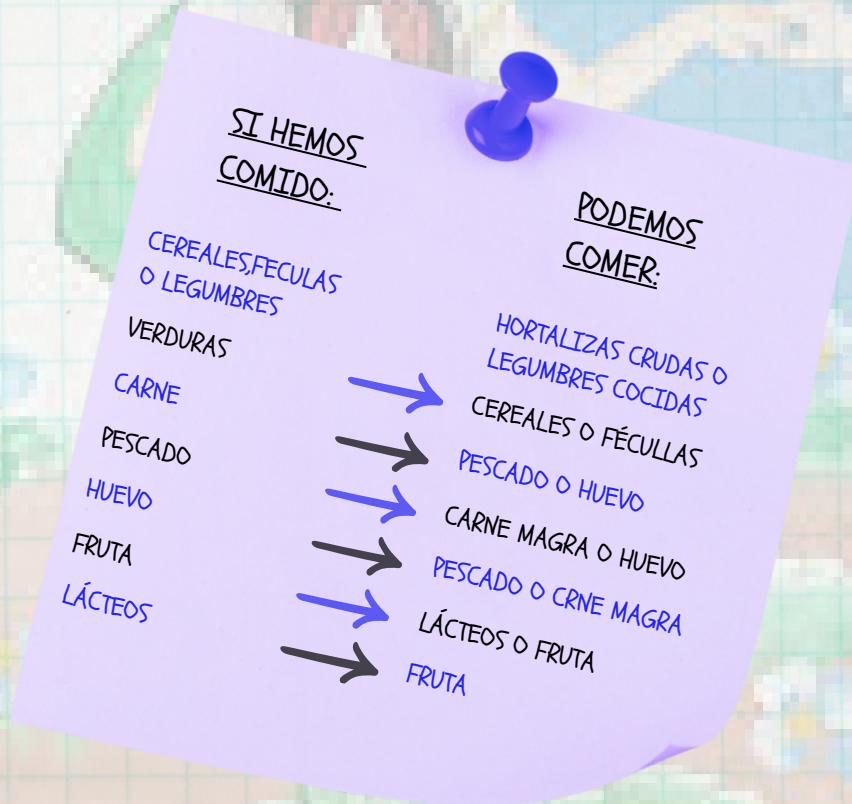 SI HEMOS
COMIDO:
CEREALES,FECULAS
O LEGUMBRES
VERDURAS
CARNE
PESCADO
HUEVO
FRUTA
LÁCTEOS
PODEMOS
COMER:
HORTALIZAS CRUDAS O
LEGUMBRES COCIDAS
CEREALES O FÉCULLAS
PESCADO O HUEVO
CARNE MAGRA O HUEVO
PESCADO O CRNE MAGRA
LÁCTEOS O FRUTA
FRUTA